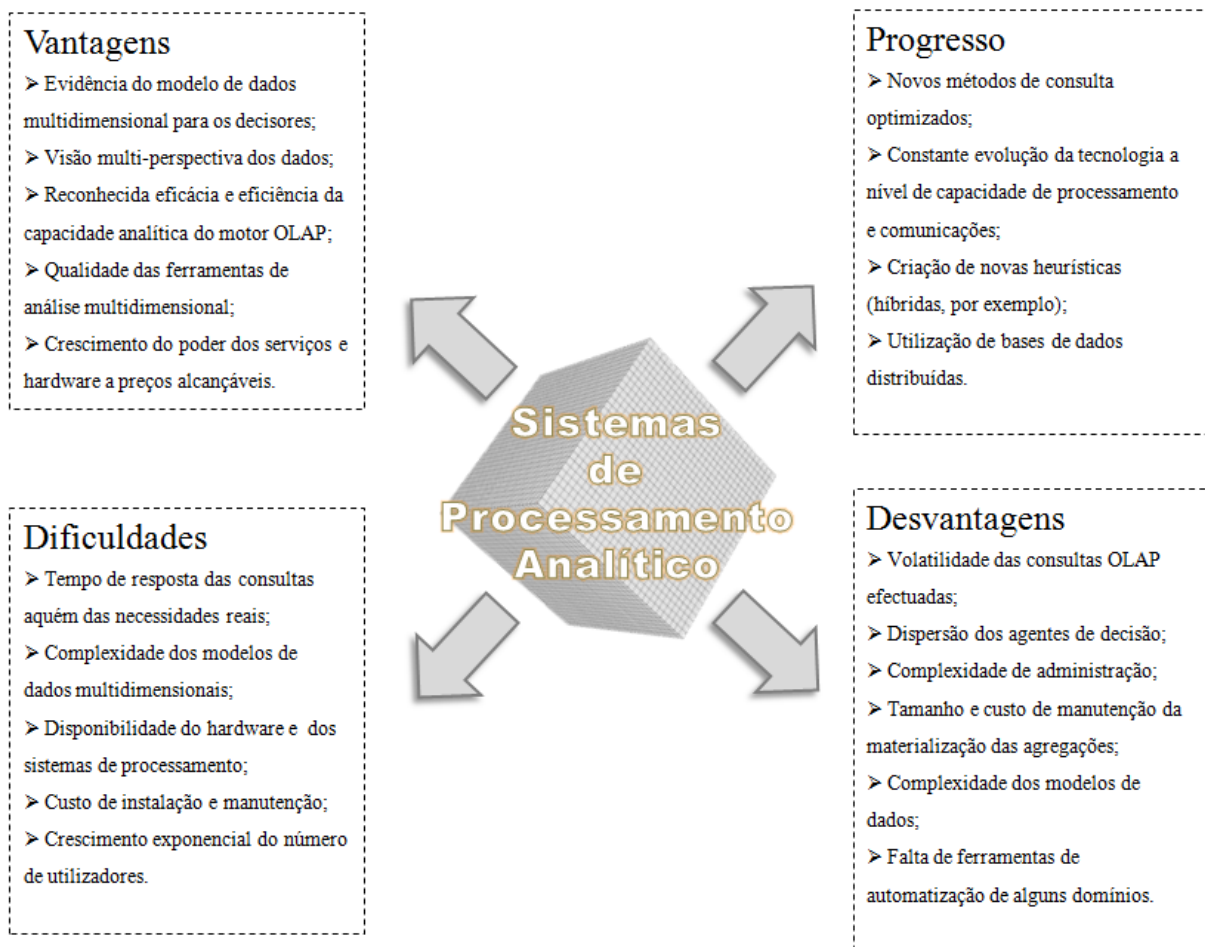 Vantagens
➢ Evidência do modelo de dados
multidimensional para os decisores;
➢ Visão multi-perspectiva dos dados;
➢ Reconhecida eficácia e eficiência da
capacidade analítica do motor OLAP;
➢ Qualidade das ferramentas de
análise multidimensional;
➢ Crescimento do poder dos serviços e
hardware a preços alcançáveis.
Progresso
➢ Novos métodos de consulta
optimizados;
➢ Constante evolução da tecnologia a
nível de capacidade de processamento
e comunicações;
➢ Criação de novas heurísticas
(híbridas, por exemplo);
➢ Utilização de bases de dados
distribuídas.
Sistemas
de
Processamento
Analítico
Dificuldades
➢ Tempo de resposta das consultas
aquém das necessidades reais;
➢ Complexidade dos modelos de
dados multidimensionais;
➢ Disponibilidade do hardware e dos
sistemas de processamento;
➢ Custo de instalação e manutenção;
➢ Crescimento exponencial do número
de utilizadores.
Desvantagens
➢ Volatilidade das consultas OLAP
efectuadas;
➢ Dispersão dos agentes de decisão;
➢ Complexidade de administração;
➢ Tamanho e custo de manutenção da
materialização das agregações;
➢ Complexidade dos modelos de
dados;
➢ Falta de ferramentas de
automatização de alguns domínios.